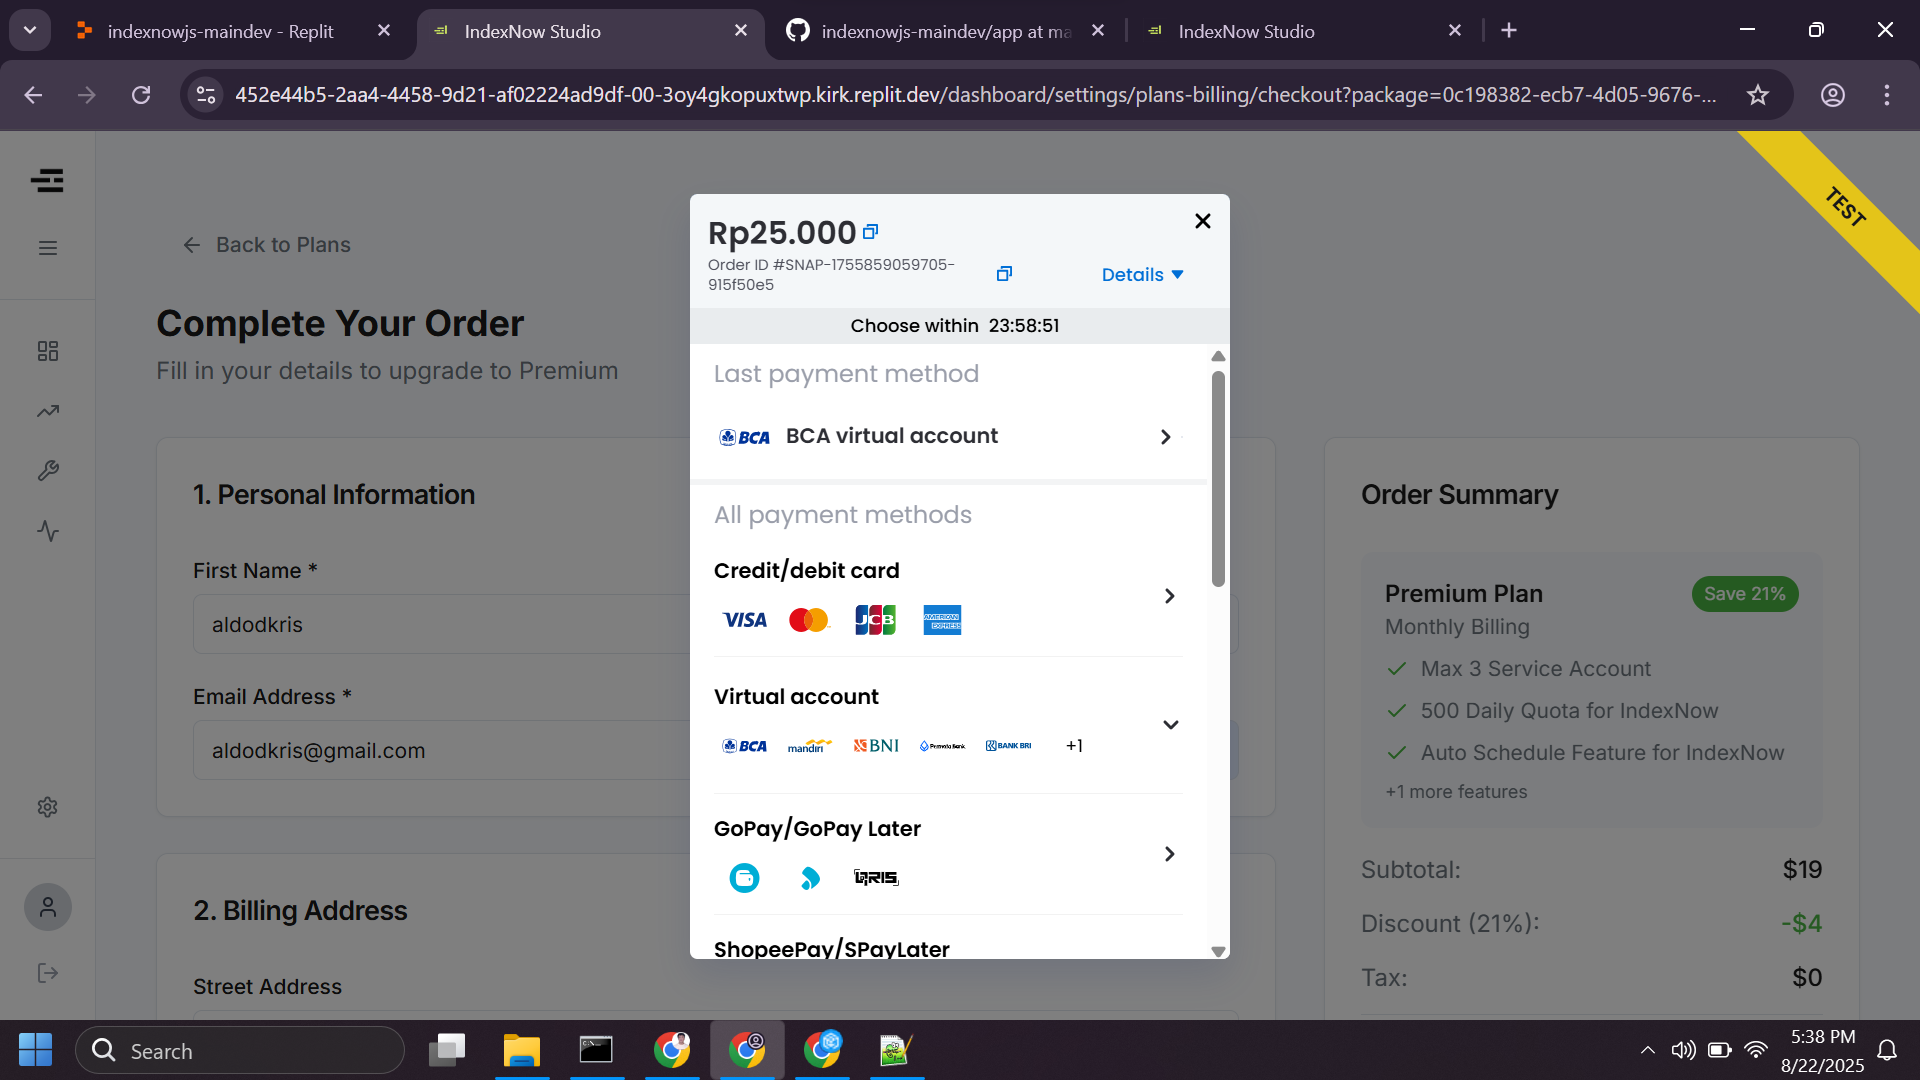 indexnowjs-maindev - Replit
IndexNow Studio
indexnowjs-maindev/app at ma
IndexNow Studio
452e44b5-2aa4-4458-9d21-af02224ad9df-00-3oy4gkopuxtwp.kirk.replit.dev/dashboard/settings/plans-billing/checkout?package=0c198382-ecb7-4d05-9676-...
TEST
Back to Plans
Complete Your Order
Fill in your details to upgrade to Premium
1. Personal Information
First Name *
aldodkris
Email Address *
aldodkris@gmail.com
2. Billing Address
Street Address
Rp25.000
Order ID #SNAP-1755859059705-
915f50e5
Details
Choose within 23:58:51
Last payment method
BCA BCA virtual account
All payment methods
Credit/debit card
VISA JCB AMERICAN EXPRESS
Virtual account
BCA mandiri BNI PermataBank BANK BRI +1
GoPay/GoPay Later
QRIS
ShopeePay/SPayLater
Order Summary
Premium Plan
Save 21%
Monthly Billing
Max 3 Service Account
500 Daily Quota for IndexNow
Auto Schedule Feature for IndexNow
+1 more features
Subtotal: $19
Discount (21%): -$4
Tax: $0
Search
5:38 PM
8/22/2025